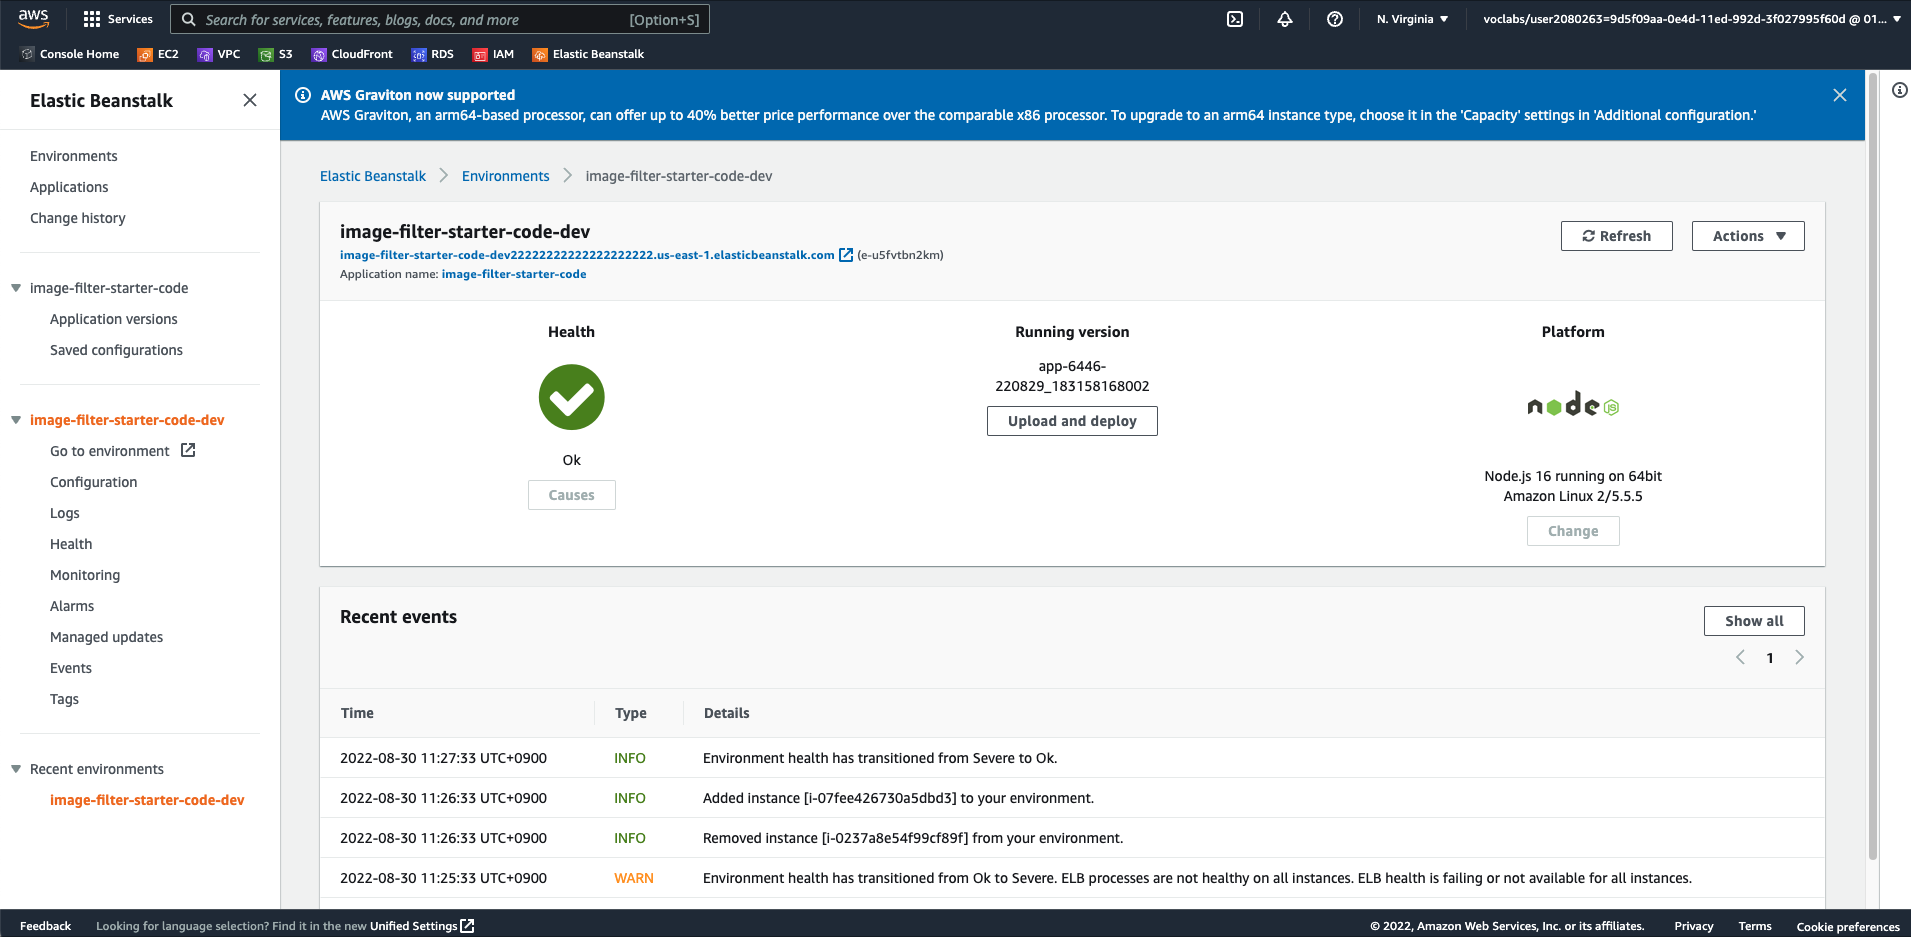 aws
Services
Search for services, features, blogs, docs, and more [Option+S]
N. Virginia ▼
voclabs/user2080263=9d5f09aa-0e4d-11ed-992d-3f027995f60d @ 01... ▼
Console Home EC2 VPC S3 CloudFront RDS IAM Elastic Beanstalk
Elastic Beanstalk
Environments
Applications
Change history
image-filter-starter-code
Application versions
Saved configurations
image-filter-starter-code-dev
Go to environment
Configuration
Logs
Health
Monitoring
Alarms
Managed updates
Events
Tags
Recent environments
image-filter-starter-code-dev
AWS Graviton now supported
AWS Graviton, an arm64-based processor, can offer up to 40% better price performance over the comparable x86 processor. To upgrade to an arm64 instance type, choose it in the 'Capacity' settings in 'Additional configuration.'
Elastic Beanstalk > Environments > image-filter-starter-code-dev
image-filter-starter-code-dev
image-filter-starter-code-dev22222222222222222222.us-east-1.elasticbeanstalk.com (e-u5fvtbn2km)
Application name: image-filter-starter-code
Refresh
Actions ▼
Health
Ok
Causes
Running version
app-6446-
220829_183158168002
Upload and deploy
Platform
node JS
Node.js 16 running on 64bit
Amazon Linux 2/5.5.5
Change
Recent events
Show all
1
Time Type Details
2022-08-30 11:27:33 UTC+0900 INFO Environment health has transitioned from Severe to Ok.
2022-08-30 11:26:33 UTC+0900 INFO Added instance [i-07fee426730a5dbd3] to your environment.
2022-08-30 11:26:33 UTC+0900 INFO Removed instance [i-0237a8e54f99cf89f] from your environment.
2022-08-30 11:25:33 UTC+0900 WARN Environment health has transitioned from Ok to Severe. ELB processes are not healthy on all instances. ELB health is failing or not available for all instances.
Feedback Looking for language selection? Find it in the new Unified Settings
© 2022, Amazon Web Services, Inc. or its affiliates. Privacy Terms Cookie preferences